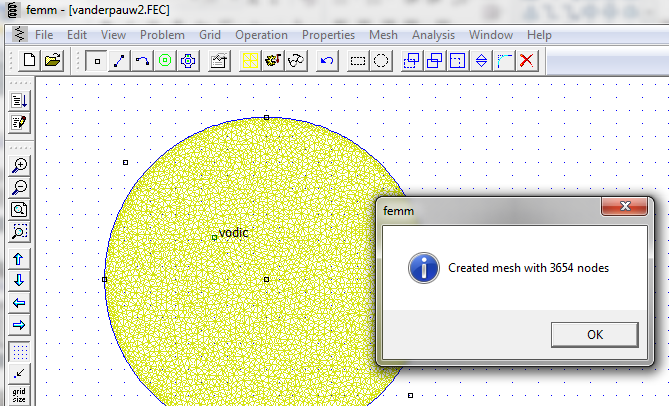 femm - [vanderpauw2.FEC]
File Edit View Problem Grid Operation Properties Mesh Analysis Window Help
vodic
femm
Created mesh with 3654 nodes
OK
grid
size